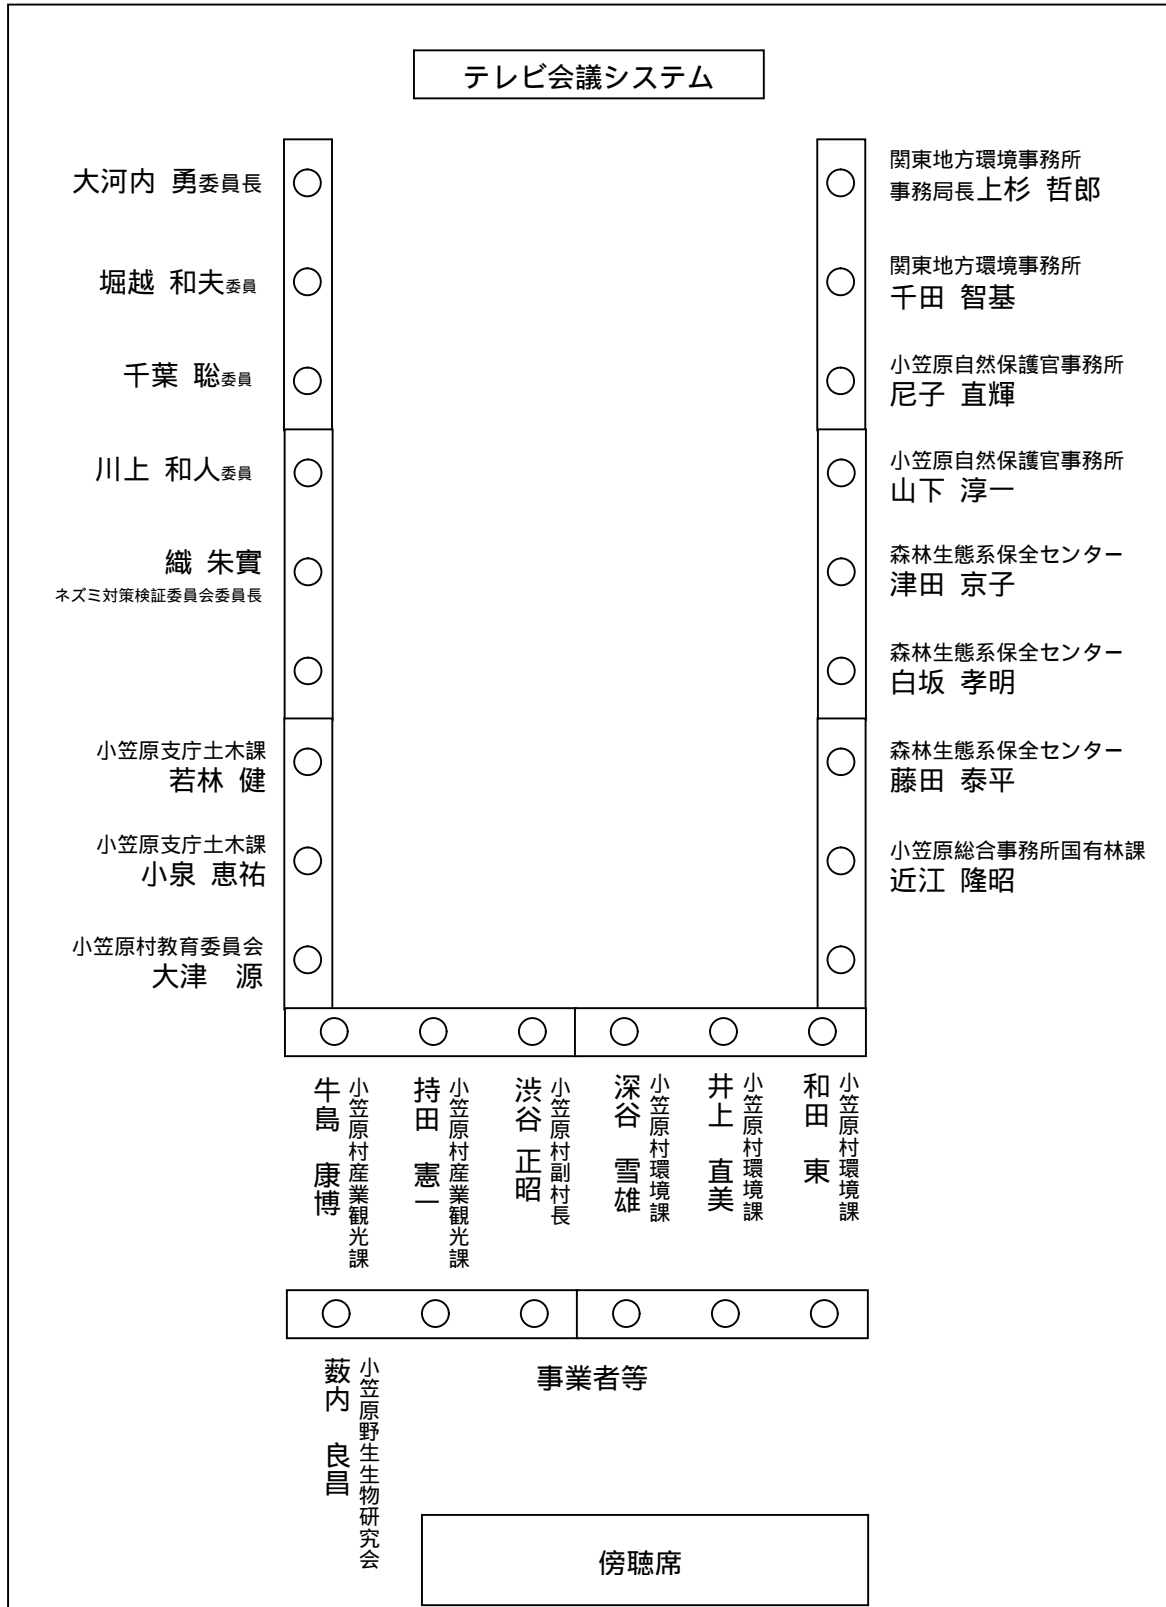 テレビ会議システム
大河内 勇委員長
堀越 和夫委員
千葉 聡委員
川上 和人委員
織 朱實
ネズミ対策検証委員会委員長
小笠原支庁土木課
若林 健
小笠原支庁土木課
小泉 恵祐
小笠原村教育委員会
大津 源
関東地方環境事務所
事務局長上杉 哲郎
関東地方環境事務所
千田 智基
小笠原自然保護官事務所
尼子 直輝
小笠原自然保護官事務所
山下 淳一
森林生態系保全センター
津田 京子
森林生態系保全センター
白坂 孝明
森林生態系保全センター
藤田 泰平
小笠原総合事務所国有林課
近江 隆昭
小笠原村産業観光課
牛島 康博
小笠原村産業観光課
持田 憲一
小笠原村副村長
渋谷 正昭
小笠原村環境課
深谷 雪雄
小笠原村環境課
井上 直美
小笠原村環境課
和田 東
小笠原野生生物研究会
薮内 良昌
事業者等
傍聴席